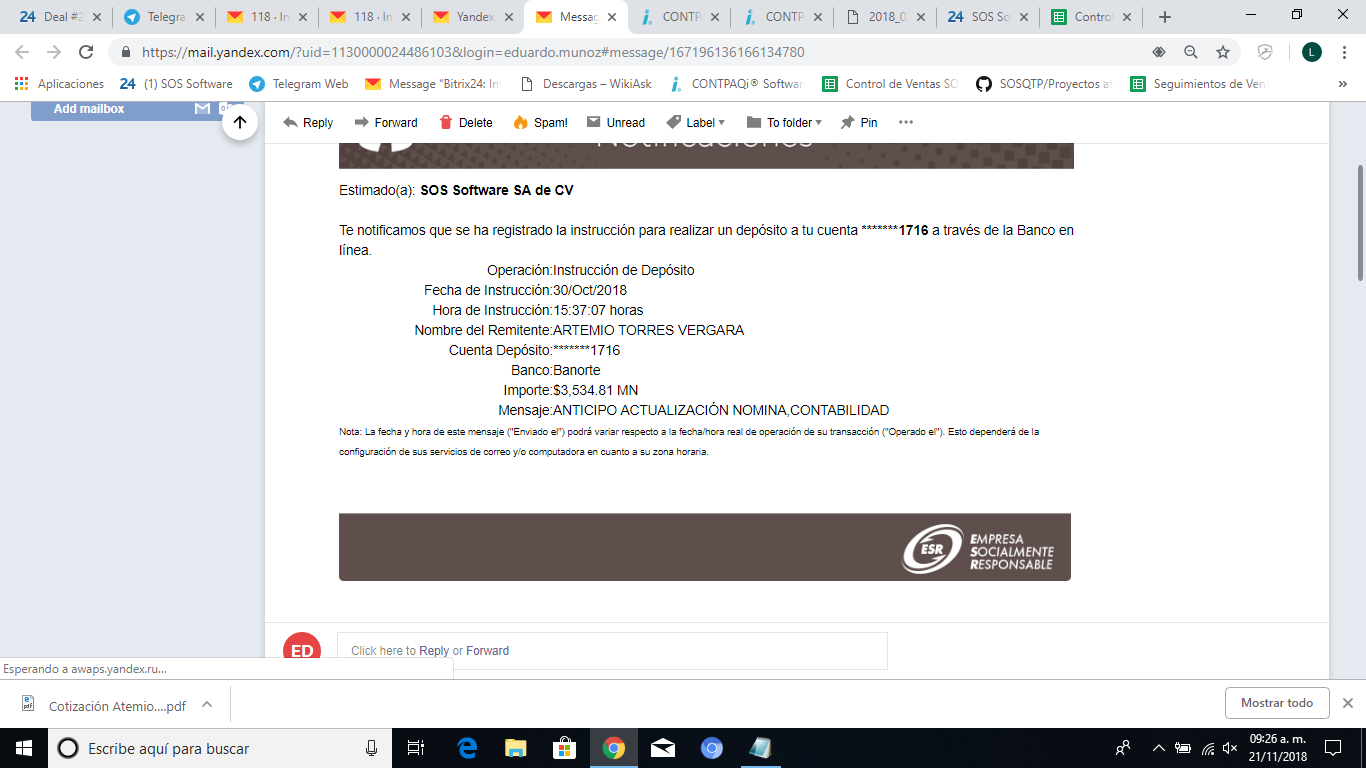 Deal #2
Telegra
118 · In
118 · In
Yandex
Messag
CONTP
CONTP
2018_0
SOS So
Control
https://mail.yandex.com/?uid=1130000024486103&login=eduardo.munoz#message/167196136166134780
L
Aplicaciones
(1) SOS Software
Telegram Web
Message "Bitrix24: In
Descargas – WikiAsk
CONTPAQi® Softwar
Control de Ventas SO
SOSQTP/Proyectos at
Seguimientos de Ven
»
Add mailbox
Reply
Forward
Delete
Spam!
Unread
Label
To folder
Pin
Notificaciones
Estimado(a): SOS Software SA de CV
Te notificamos que se ha registrado la instrucción para realizar un depósito a tu cuenta *******1716 a través de la Banco en
línea.
Operación:Instrucción de Depósito
Fecha de Instrucción:30/Oct/2018
Hora de Instrucción:15:37:07 horas
Nombre del Remitente:ARTEMIO TORRES VERGARA
Cuenta Depósito:*******1716
Banco:Banorte
Importe:$3,534.81 MN
Mensaje:ANTICIPO ACTUALIZACIÓN NOMINA,CONTABILIDAD
Nota: La fecha y hora de este mensaje ("Enviado el") podrá variar respecto a la fecha/hora real de operación de su transacción ("Operado el"). Esto dependerá de la
configuración de sus servicios de correo y/o computadora en cuanto a su zona horaria.
ESR
EMPRESA
SOCIALMENTE
RESPONSABLE
ED
Click here to Reply or Forward
Esperando a awaps.yandex.ru...
Cotización Atemio....pdf
Mostrar todo
Escribe aquí para buscar
09:26 a. m.
21/11/2018